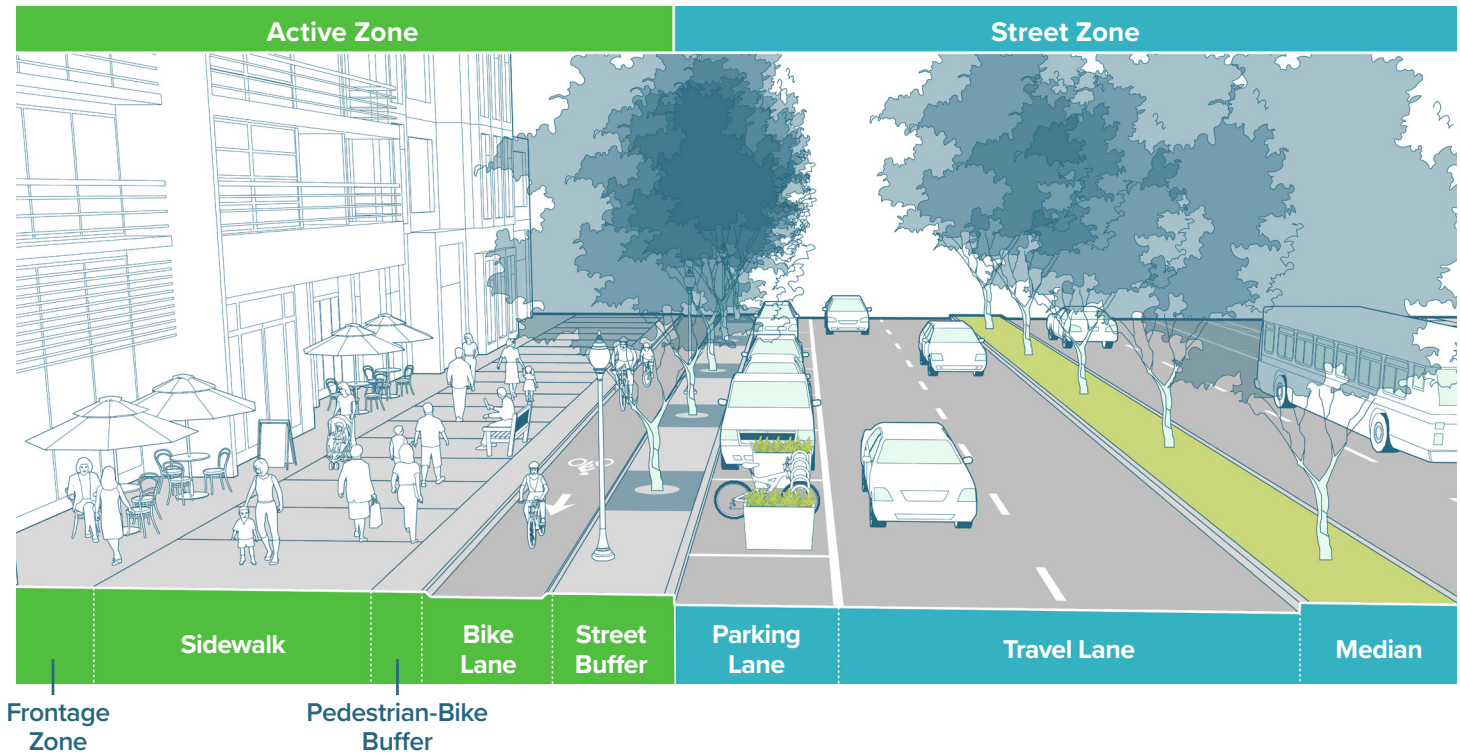 Active Zone
Street Zone
Sidewalk
Bike
Lane
Street
Buffer
Parking
Lane
Travel Lane
Median
Frontage
Zone
Pedestrian-Bike
Buffer